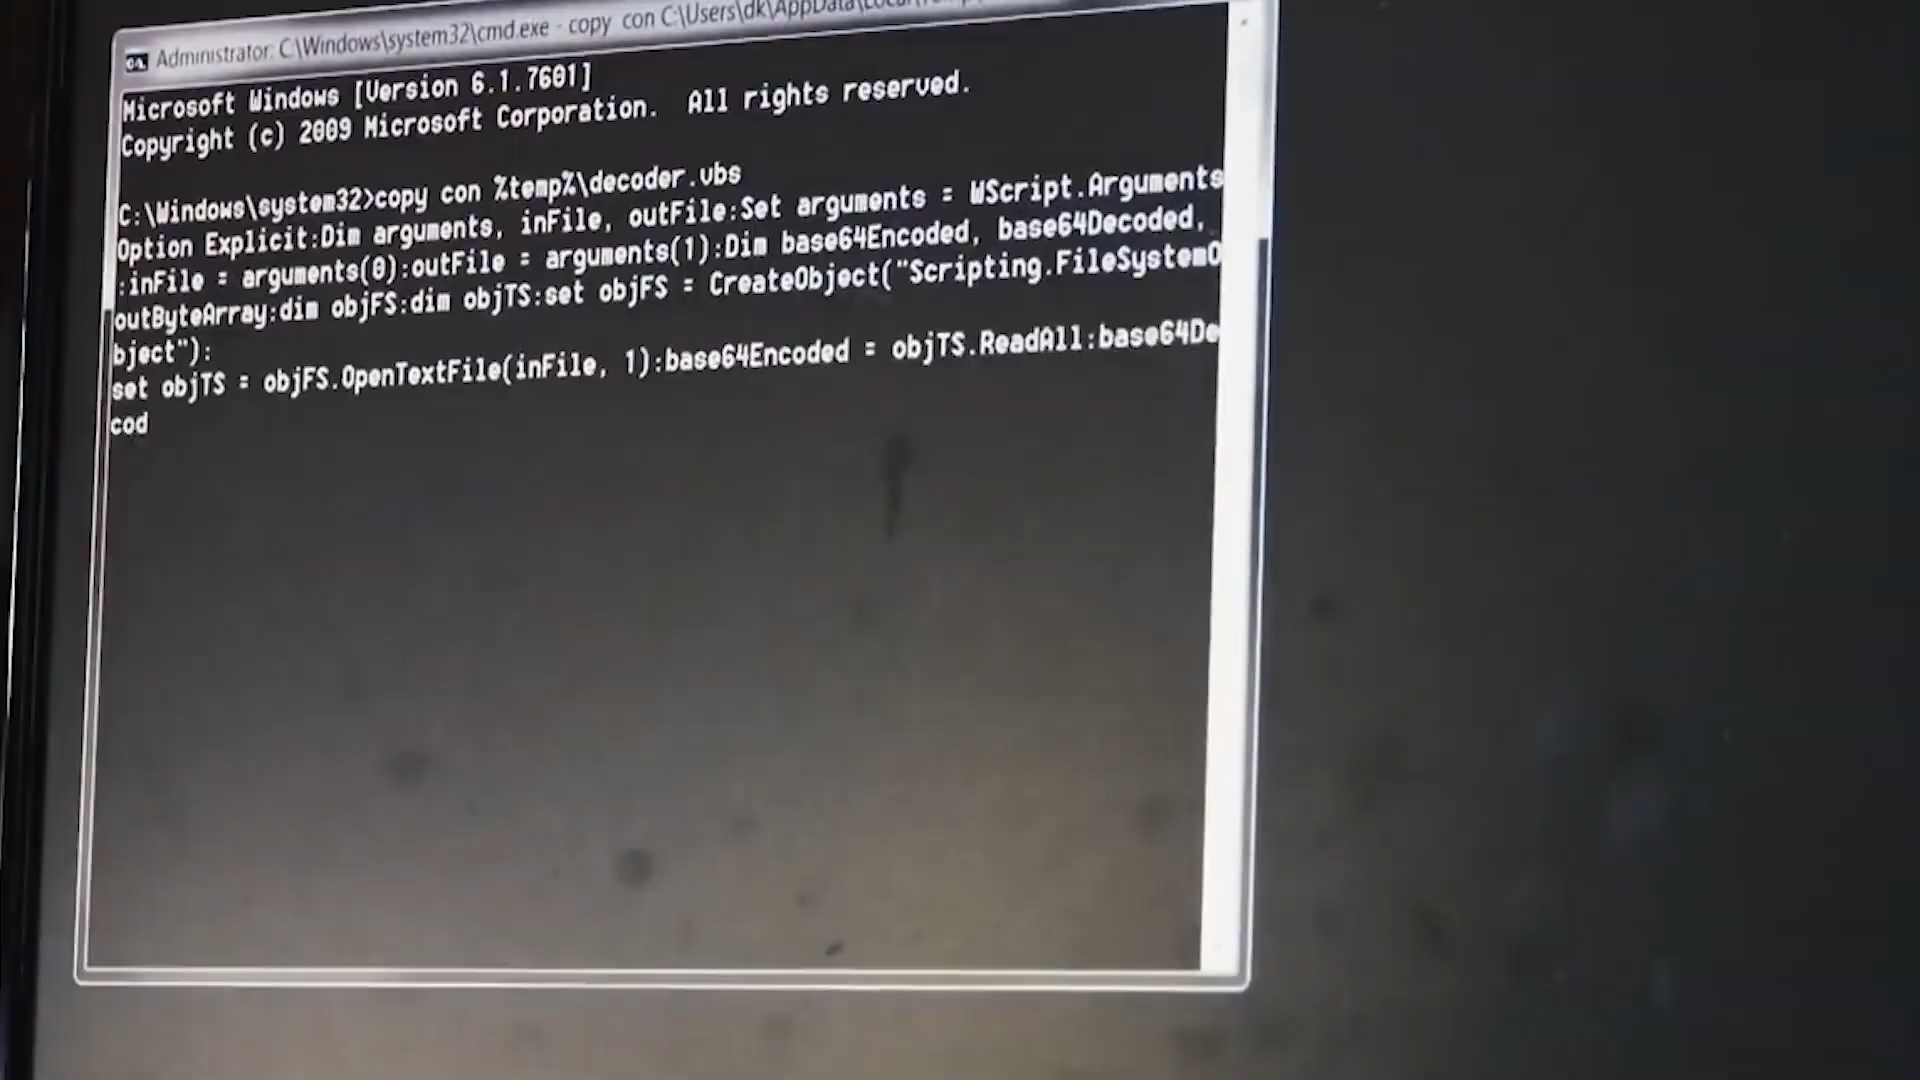 Administrator: C:\Windows\system32\cmd.exe - copy con C:\Users\dk\AppData\Local\
Microsoft Windows [Version 6.1.7601]
Copyright (c) 2009 Microsoft Corporation. All rights reserved.
C:\Windows\system32>copy con %temp%\decoder.vbs
Option Explicit:Dim arguments, inFile, outFile:Set arguments = WScript.Arguments
:inFile = arguments(0):outFile = arguments(1):Dim base64Encoded, base64Decoded,
outByteArray:dim objFS:dim objTS:set objFS = CreateObject("Scripting.FileSystemO
bject"):
set objTS = objFS.OpenTextFile(inFile, 1):base64Encoded = objTS.ReadAll:base64De
cod